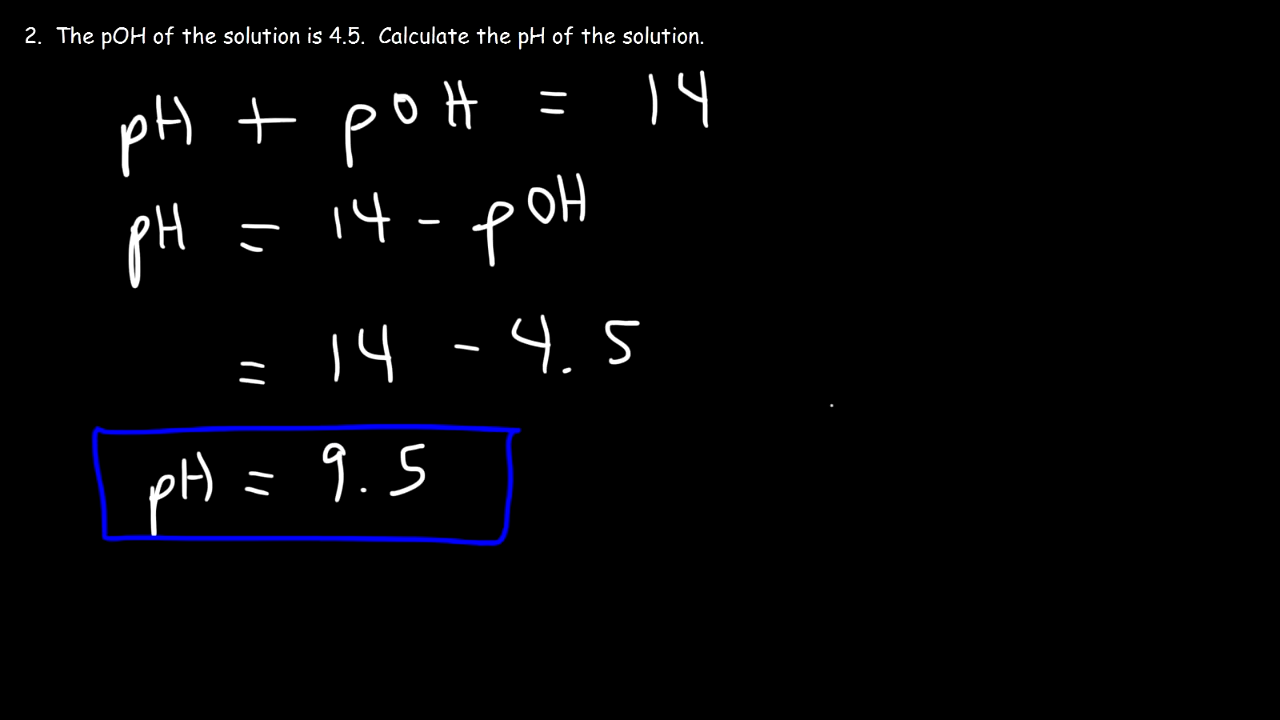 2. The pOH of the solution is 4.5. Calculate the pH of the solution.
pH + pOH = 14
pH = 14 - pOH
= 14 - 4.5
pH = 9.5